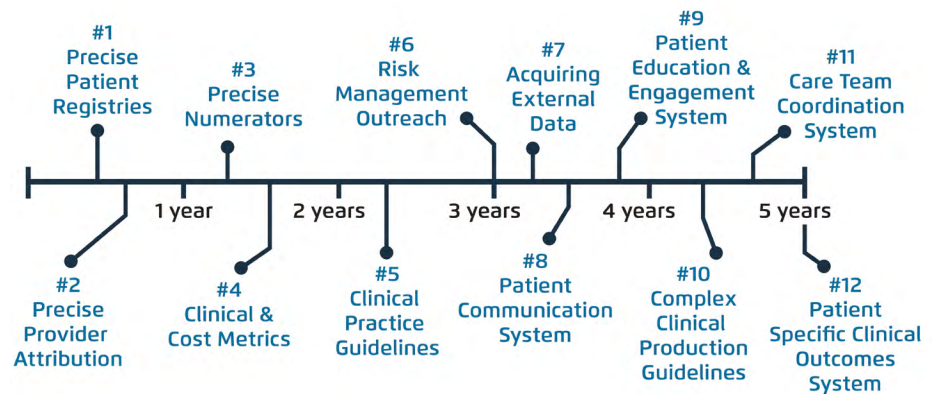 #1
Precise
Patient
Registries
#2
Precise
Provider
Attribution
#3
Precise
Numerators
#4
Clinical &
Cost Metrics
#5
Clinical
Practice
Guidelines
#6
Risk
Management
Outreach
#7
Acquiring
External
Data
#8
Patient
Communication
System
#9
Patient
Education &
Engagement
System
#10
Complex
Clinical
Production
Guidelines
#11
Care Team
Coordination
System
#12
Patient
Specific Clinical
Outcomes
System
1 year
2 years
3 years
4 years
5 years